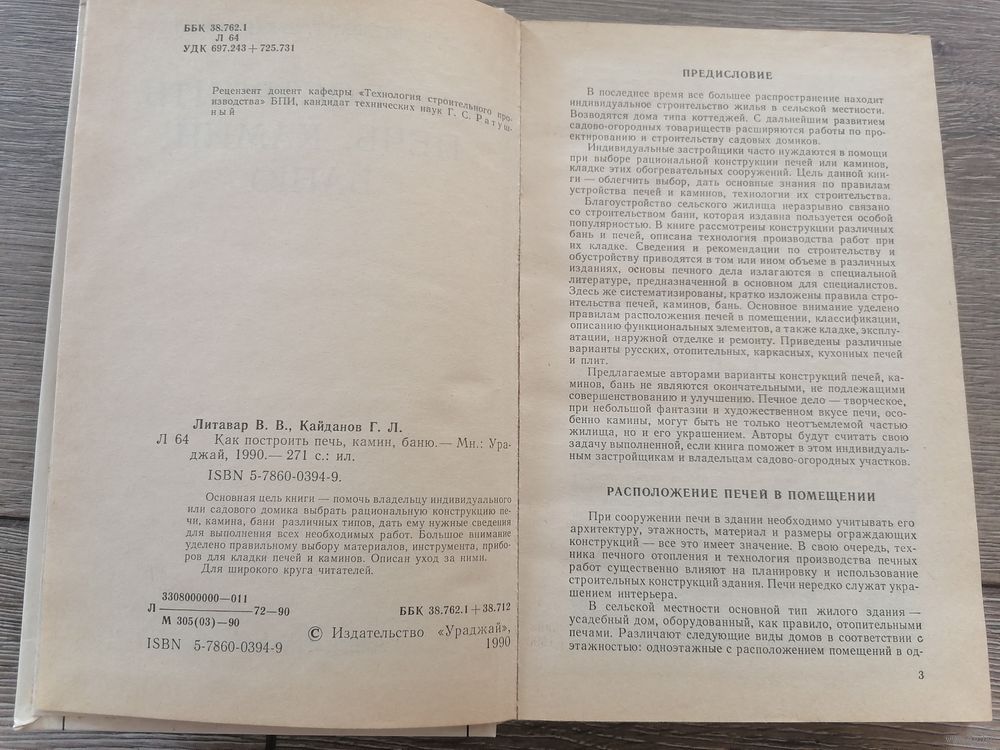 ББК 38.762.1
Л 64
УДК 697.243+725.731
Рецензент доцент кафедры «Технология строительного про-
изводства» БПИ, кандидат технических наук Г. С. Ратуш-
ный
Литавар В. В., Кайданов Г. Л.
Л 64 Как построить печь, камин, баню.— Мн.: Ура-
джай, 1990.— 271 с.: ил.
ISBN 5-7860-0394-9.
Основная цель книги — помочь владельцу индивидуального
или садового домика выбрать рациональную конструкцию пе-
чи, камина, бани различных типов, дать ему нужные сведения
для выполнения всех необходимых работ. Большое внимание
уделено правильному выбору материалов, инструмента, прибо-
ров для кладки печей и каминов. Описан уход за ними.
Для широкого круга читателей.
3308000000—011
Л ———— 72—90
М 305(03)—90
ББК 38.762.1+38.712
ISBN 5-7860-0394-9
© Издательство «Ураджай»,
1990
ПРЕДИСЛОВИЕ
В последнее время все большее распространение находит
индивидуальное строительство жилья в сельской местности.
Возводятся дома типа коттеджей. С дальнейшим развитием
садово-огородных товариществ расширяются работы по про-
ектированию и строительству садовых домиков.
Индивидуальные застройщики часто нуждаются в помощи
при выборе рациональной конструкции печей или каминов,
кладке этих обогревательных сооружений. Цель данной кни-
ги — облегчить выбор, дать основные знания по правилам
устройства печей и каминов, технологии их строительства.
Благоустройство сельского жилища неразрывно связано
со строительством бани, которая издавна пользуется особой
популярностью. В книге рассмотрены конструкции различных
бань и печей, описана технология производства работ при
их кладке. Сведения и рекомендации по строительству и
обустройству приводятся в том или ином объеме в различных
изданиях, основы печного дела излагаются в специальной
литературе, предназначенной в основном для специалистов.
Здесь же систематизированы, кратко изложены правила стро-
ительства печей, каминов, бань. Основное внимание уделено
правилам расположения печей в помещении, классификации,
описанию функциональных элементов, а также кладке, эксплу-
атации, наружной отделке и ремонту. Приведены различные
варианты русских, отопительных, каркасных, кухонных печей
и плит.
Предлагаемые авторами варианты конструкций печей, ка-
минов, бань не являются окончательными, не подлежащими
совершенствованию и улучшению. Печное дело — творческое,
при небольшой фантазии и художественном вкусе печи, осо-
бенно камины, могут быть не только неотъемлемой частью
жилища, но и его украшением. Авторы будут считать свою
задачу выполненной, если книга поможет в этом индивидуаль-
ным застройщикам и владельцам садово-огородных участков.
РАСПОЛОЖЕНИЕ ПЕЧЕЙ В ПОМЕЩЕНИИ
При сооружении печи в здании необходимо учитывать его
архитектуру, этажность, материал и размеры ограждающих
конструкций — все это имеет значение. В свою очередь, тех-
ника печного отопления и технология производства печных
работ существенно влияют на планировку и использование
строительных конструкций здания. Печи нередко служат укра-
шением интерьера.
В сельской местности основной тип жилого здания —
усадебный дом, оборудованный, как правило, отопительными
печами. Различают следующие виды домов в соответствии с
этажностью: одноэтажные с расположением помещений в од-
3